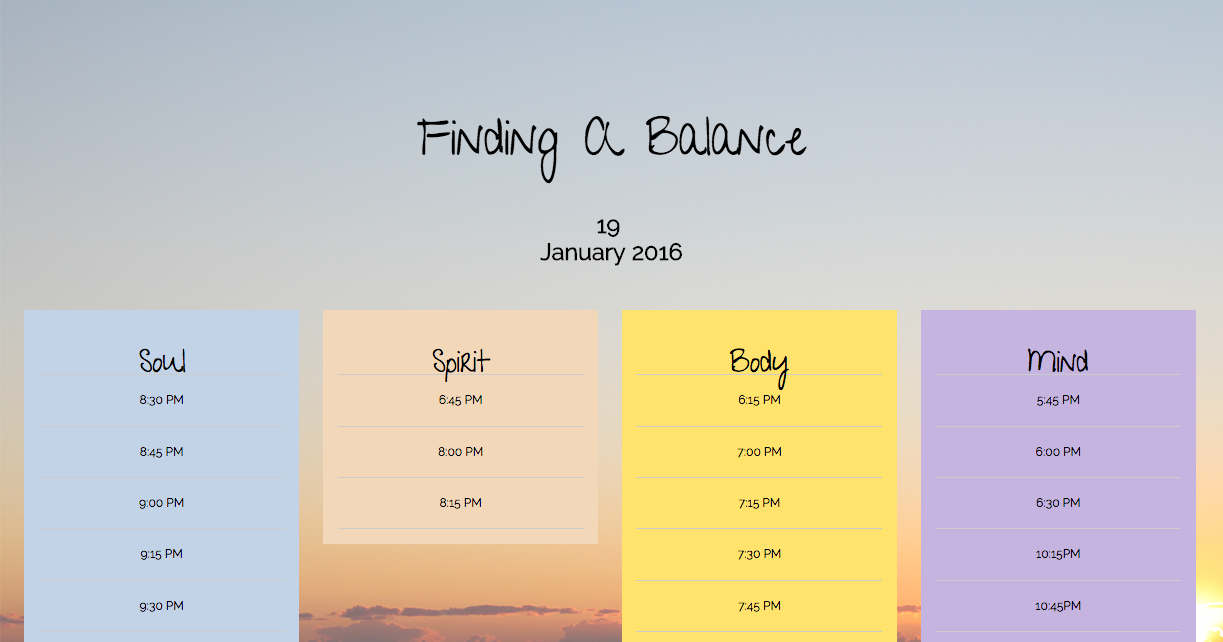 Finding A Balance
19
January 2016
Soul
8:30 PM
8:45 PM
9:00 PM
9:15 PM
9:30 PM
Spirit
6:45 PM
8:00 PM
8:15 PM
Body
6:15 PM
7:00 PM
7:15 PM
7:30 PM
7:45 PM
Mind
5:45 PM
6:00 PM
6:30 PM
10:15PM
10:45PM